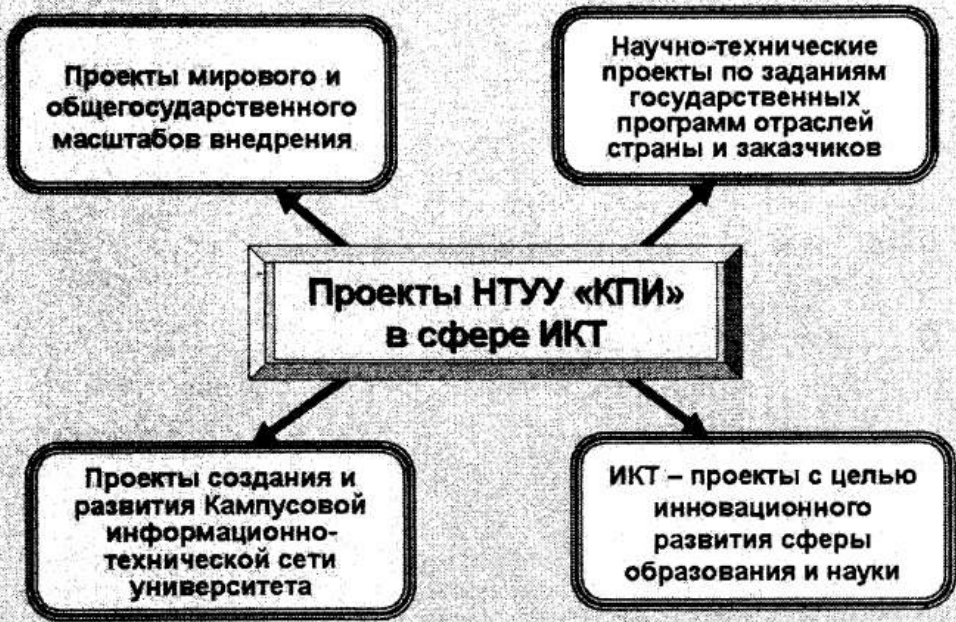 Проекты мирового и
общегосударственного
масштабов внедрения
Научно-технические
проекты по заданиям
государственных
программ отраслей
страны и заказчиков
Проекты НТУУ «КПИ»
в сфере ИКТ
Проекты создания и
развития Кампусовой
информационно-
технической сети
университета
ИКТ – проекты с целью
инновационного
развития сферы
образования и науки